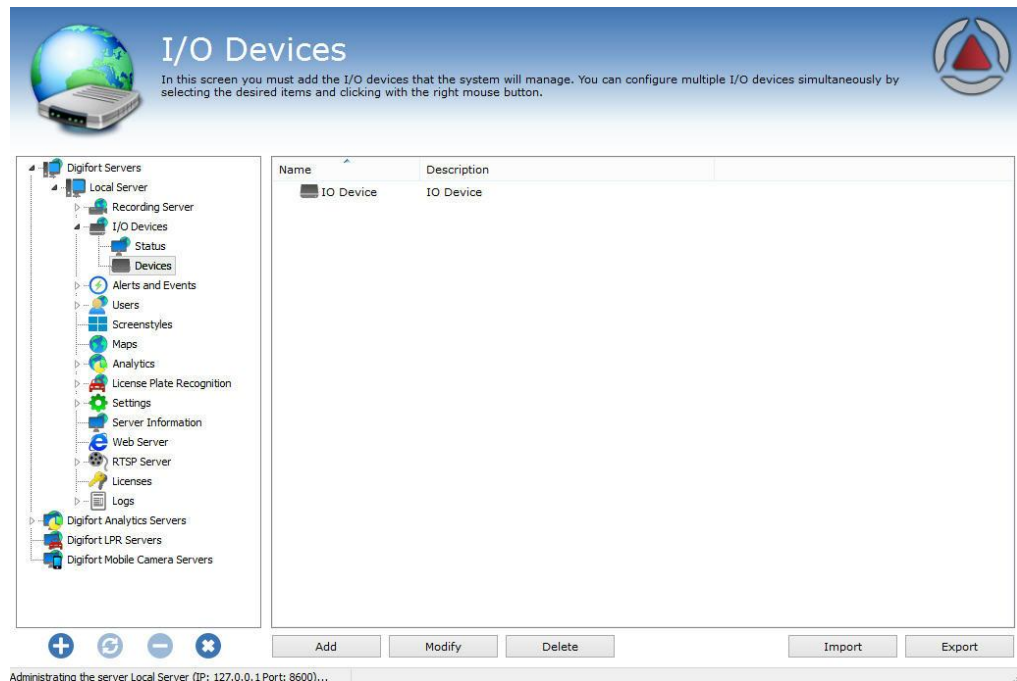 I/O Devices
In this screen you must add the I/O devices that the system will manage. You can configure multiple I/O devices simultaneously by
selecting the desired items and clicking with the right mouse button.
Digifort Servers
Local Server
Recording Server
I/O Devices
Status
Devices
Alerts and Events
Users
Screenstyles
Maps
Analytics
License Plate Recognition
Settings
Server Information
Web Server
RTSP Server
Licenses
Logs
Digifort Analytics Servers
Digifort LPR Servers
Digifort Mobile Camera Servers
Name Description
IO Device IO Device
Add Modify Delete Import Export
Administrating the server Local Server (IP: 127.0.0.1 Port: 8600)...